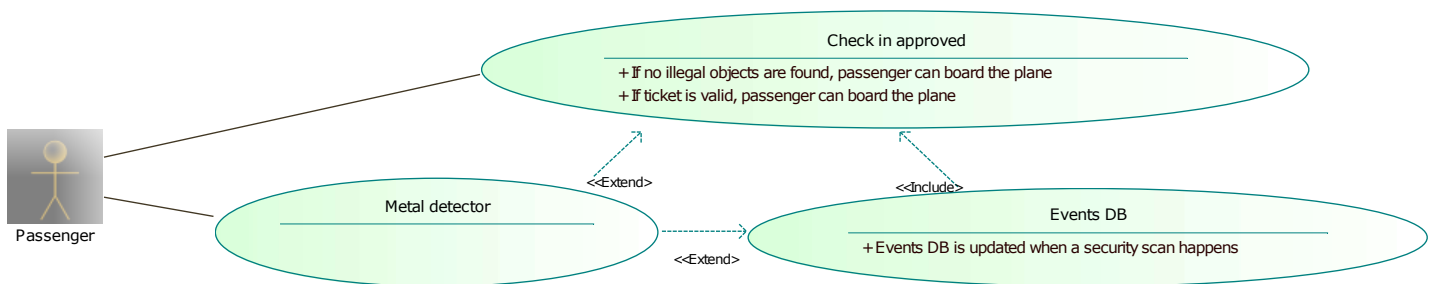 Check in approved
+ If no illegal objects are found, passenger can board the plane
+ If ticket is valid, passenger can board the plane
<<Extend>>
<<Include>>
Metal detector
Events DB
Passenger
+ Events DB is updated when a security scan happens
<<Extend>>